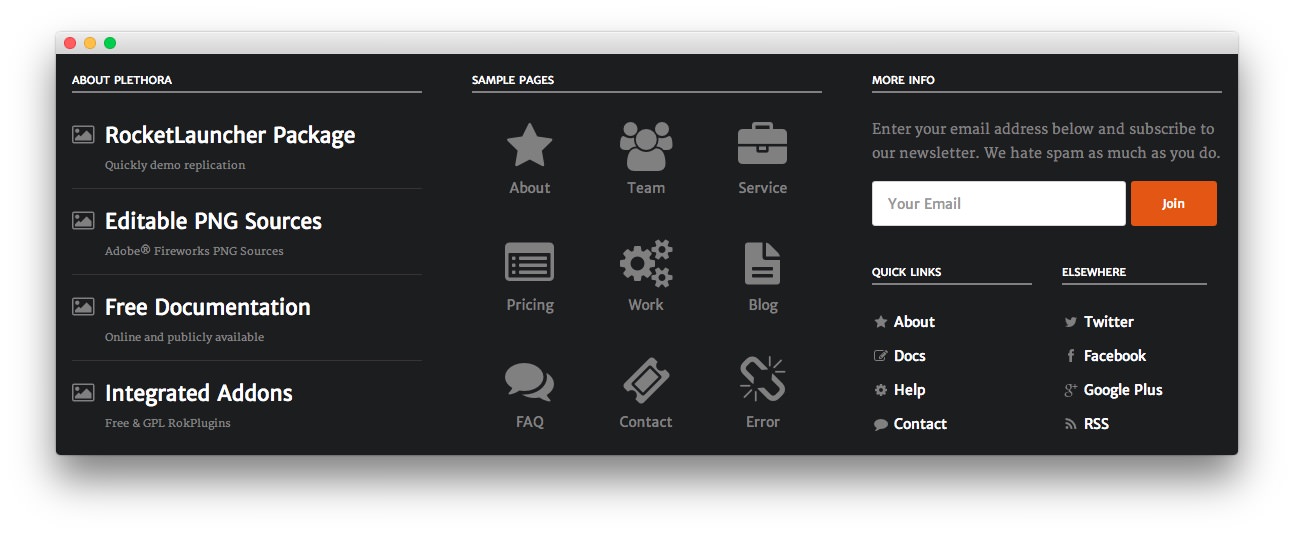 ABOUT PLETHORA
RocketLauncher Package
Quickly demo replication
Editable PNG Sources
Adobe® Fireworks PNG Sources
Free Documentation
Online and publicly available
Integrated Addons
Free & GPL RokPlugins
SAMPLE PAGES
About
Team
Service
Pricing
Work
Blog
FAQ
Contact
Error
MORE INFO
Enter your email address below and subscribe to
our newsletter. We hate spam as much as you do.
Your Email
Join
QUICK LINKS
About
Docs
Help
Contact
ELSEWHERE
Twitter
Facebook
Google Plus
RSS